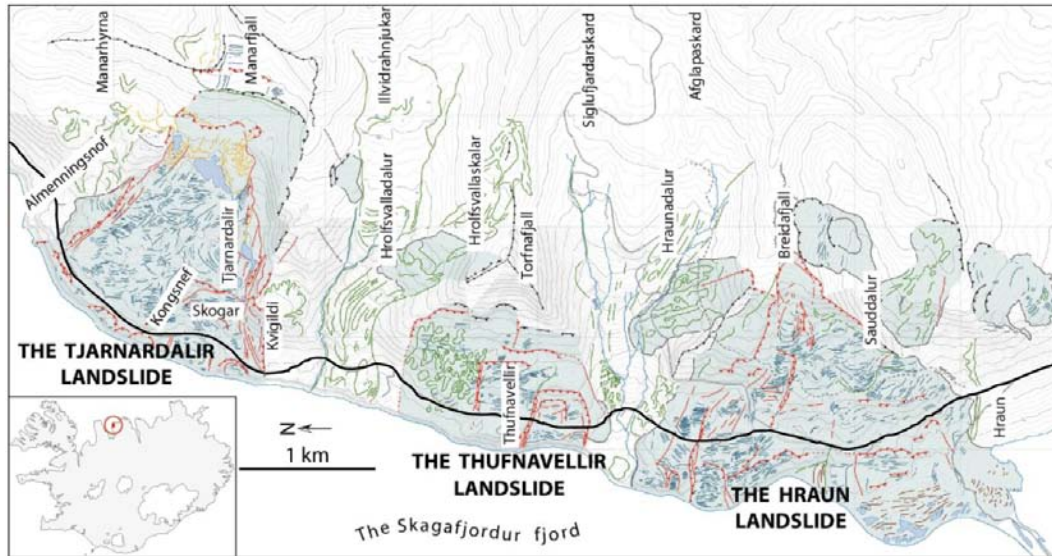 Manarhyrna
Manarfjall
Illvidrahnjukar
Siglufjardarskard
Afglapaskard
Almenningsnof
Hrolfsvalladalur
Hrolfsvallaskalar
Torfnafjall
Hraunadalur
Breidafjall
Sauddalur
Tjarnardalir
Kongsnef
Skogar
Kvigildi
Thufnavellir
Hraun
THE TJARNARDALIR
LANDSLIDE
N
1 km
THE THUFNAVELLIR
LANDSLIDE
THE HRAUN
LANDSLIDE
The Skagafjordur fjord